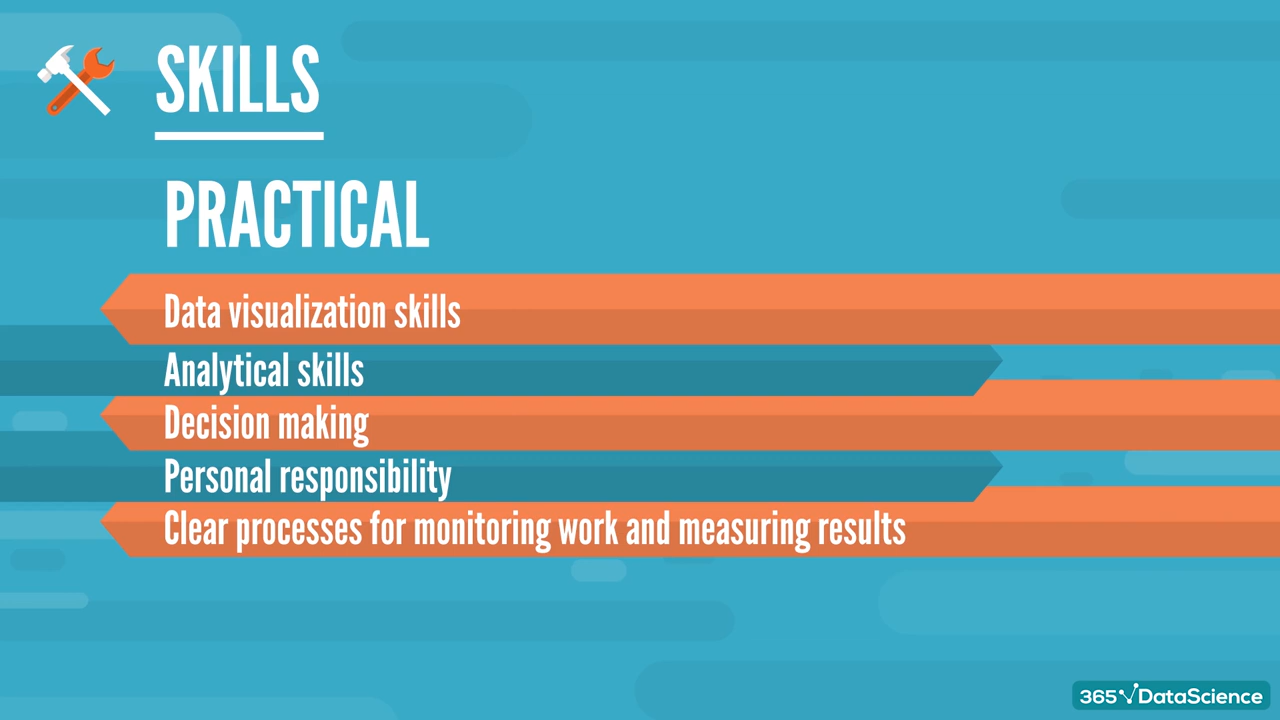 SKILLS
PRACTICAL
Data visualization skills
Analytical skills
Decision making
Personal responsibility
Clear processes for monitoring work and measuring results
365 DataScience